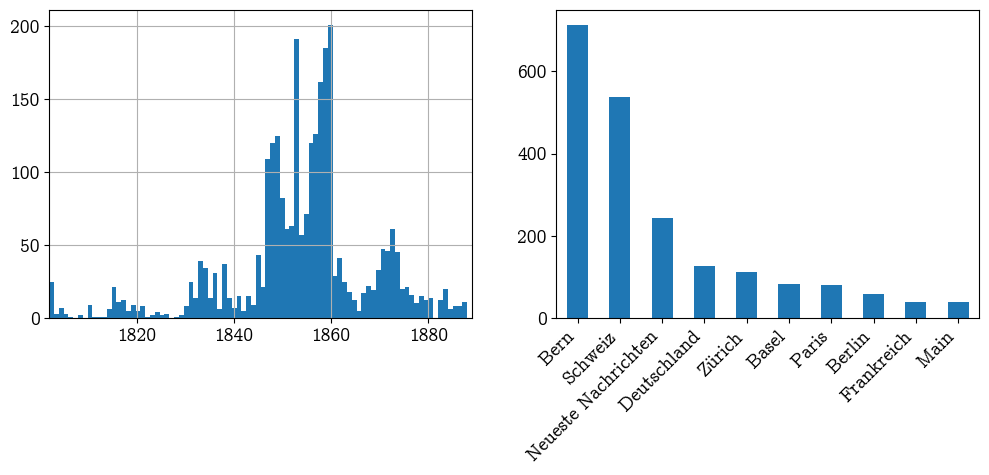 200
150
100
50
0
1820 1840 1860 1880
600
400
200
0
Bern
Schweiz
Neueste Nachrichten
Deutschland
Zürich
Basel
Paris
Berlin
Frankreich
Main